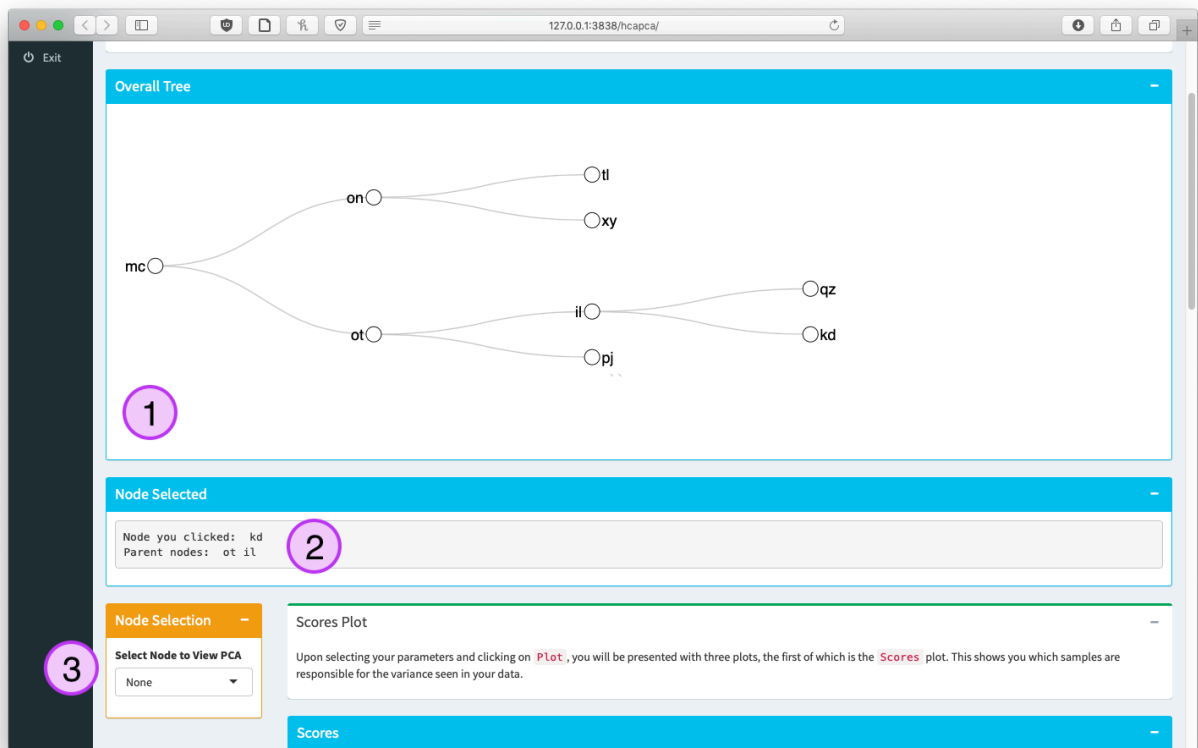 127.0.0.1:3838/hcapca/
Exit
Overall Tree
tl
on
xy
mc
qz
il
ot
kd
pj
1
Node Selected
Node you clicked: kd
Parent nodes: ot il
2
Node Selection
Scores Plot
Select Node to View PCA
3
None
Upon selecting your parameters and clicking on Plot, you will be presented with three plots, the first of which is the Scores plot. This shows you which samples are
responsible for the variance seen in your data.
Scores